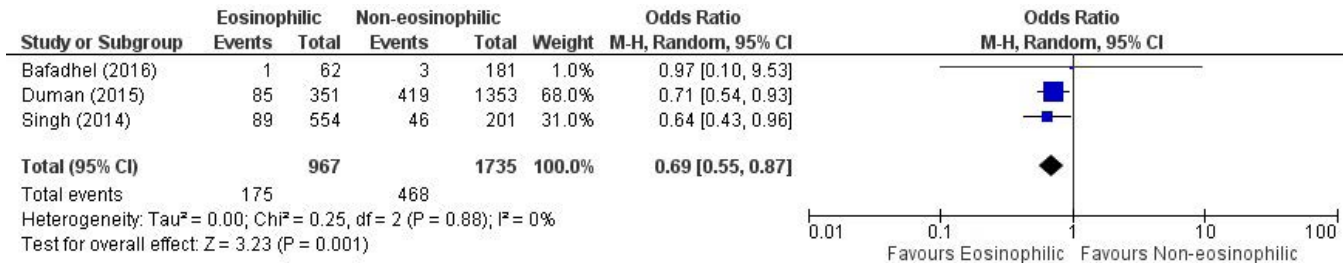 Eosinophilic Non-eosinophilic Odds Ratio Odds Ratio
Study or Subgroup Events Total Events Total Weight M-H, Random, 95% CI M-H, Random, 95% CI
Bafadhel (2016) 1 62 3 181 1.0% 0.97 [0.10, 9.53]
Duman (2015) 85 351 419 1353 68.0% 0.71 [0.54, 0.93]
Singh (2014) 89 554 46 201 31.0% 0.64 [0.43, 0.96]
Total (95% CI) 967 1735 100.0% 0.69 [0.55, 0.87]
Total events 175 468
Heterogeneity: Tau² = 0.00; Chi² = 0.25, df = 2 (P = 0.88); I² = 0%
Test for overall effect: Z = 3.23 (P = 0.001)
0.01 0.1 1 10 100
Favours Eosinophilic Favours Non-eosinophilic